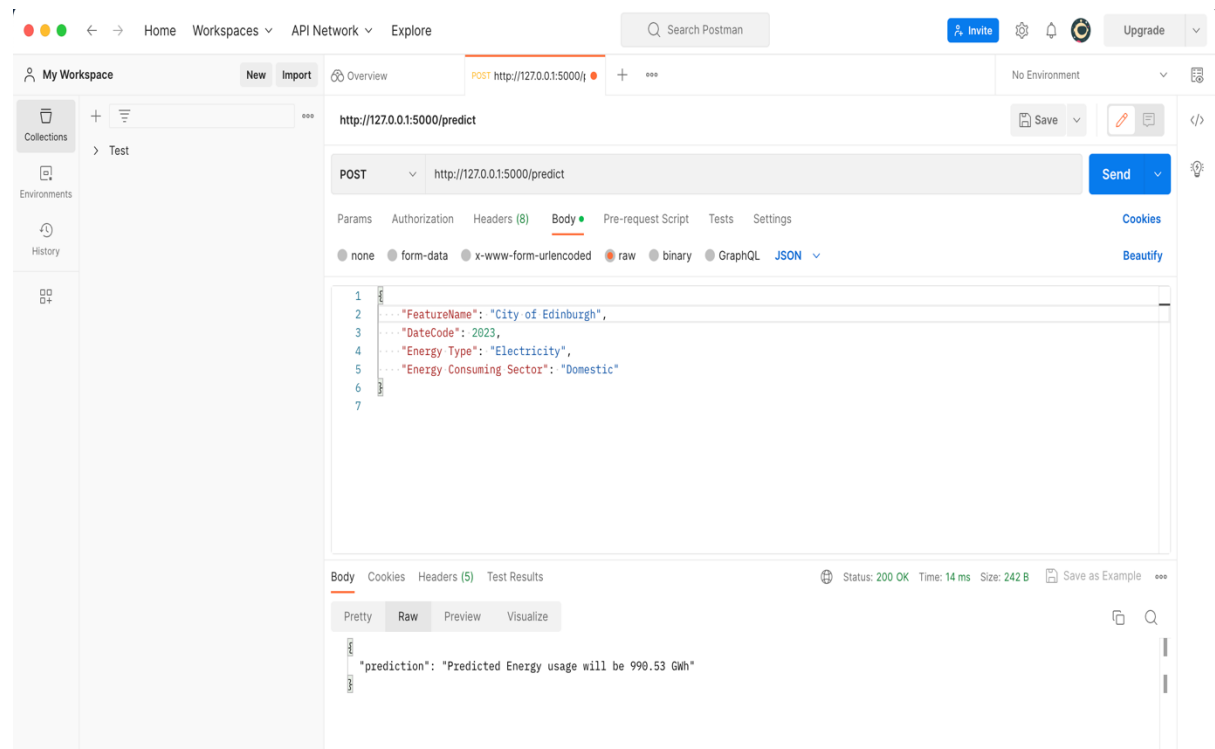 Home Workspaces API Network Explore Search Postman Invite Upgrade
My Workspace New Import Overview POST http://127.0.0.1:5000/ No Environment
Collections
Environments
History
Test
http://127.0.0.1:5000/predict Save
POST http://127.0.0.1:5000/predict Send
Params Authorization Headers (8) Body Pre-request Script Tests Settings Cookies
none form-data x-www-form-urlencoded raw binary GraphQL JSON Beautify
1 {
2 "FeatureName": "City of Edinburgh",
3 "DateCode": 2023,
4 "Energy Type": "Electricity",
5 "Energy Consuming Sector": "Domestic"
6 }
7
Body Cookies Headers (5) Test Results Status: 200 OK Time: 14 ms Size: 242 B Save as Example
Pretty Raw Preview Visualize
{
"prediction": "Predicted Energy usage will be 990.53 GWh"
}